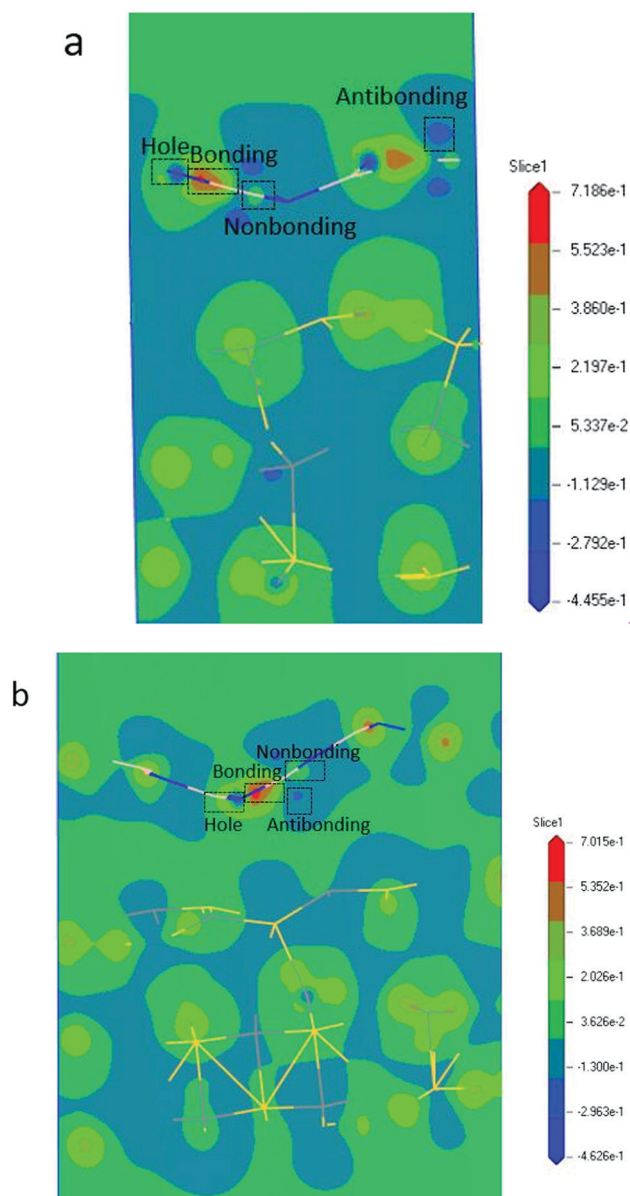 a
Antibonding
Hole
Bonding
Nonbonding
Slice1
7.186e-1
5.523e-1
3.860e-1
2.197e-1
5.337e-2
-1.129e-1
-2.792e-1
-4.455e-1
b
Nonbonding
Bonding
Hole
Antibonding
Slice1
7.015e-1
5.352e-1
3.689e-1
2.026e-1
3.626e-2
-1.300e-1
-2.963e-1
-4.626e-1